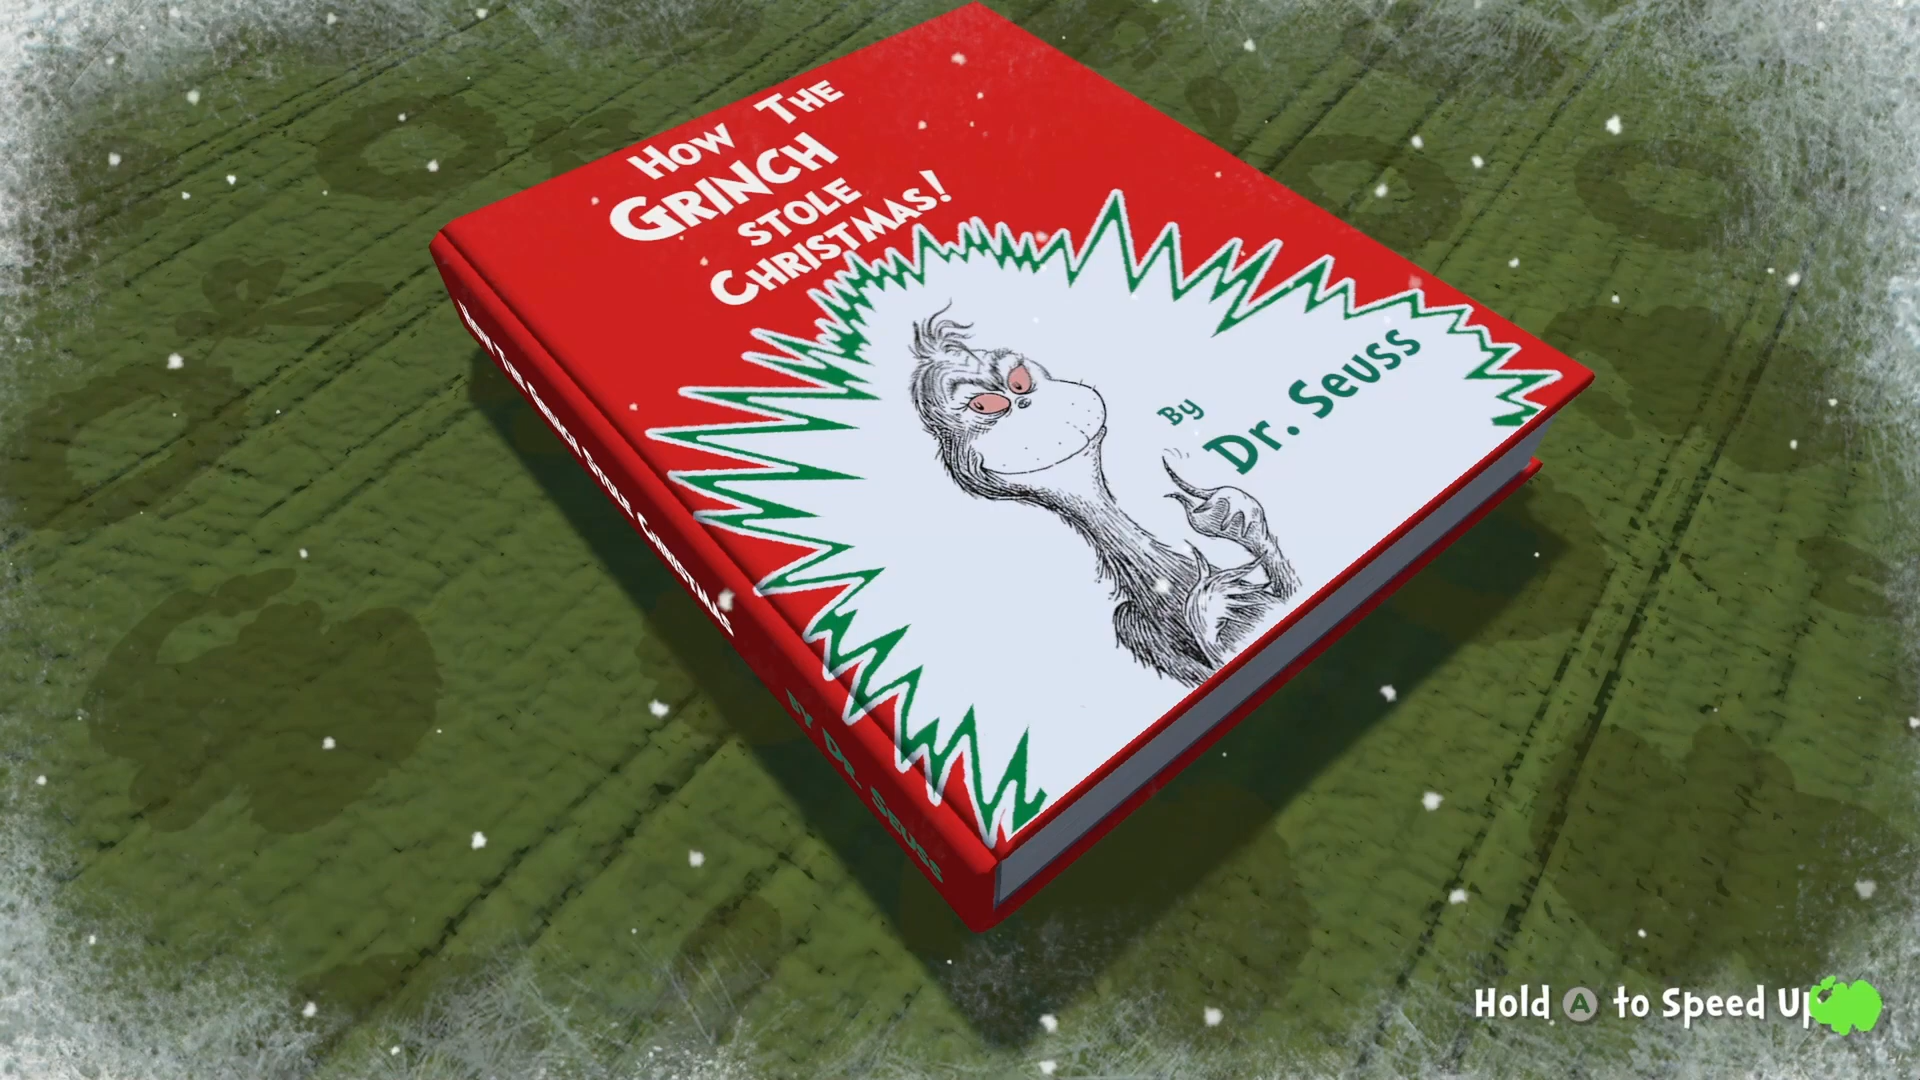 How The
Grinch
Stole
Christmas!
By
Dr. Seuss
How The Grinch Stole Christmas
By Dr. Seuss
Hold A to Speed Up